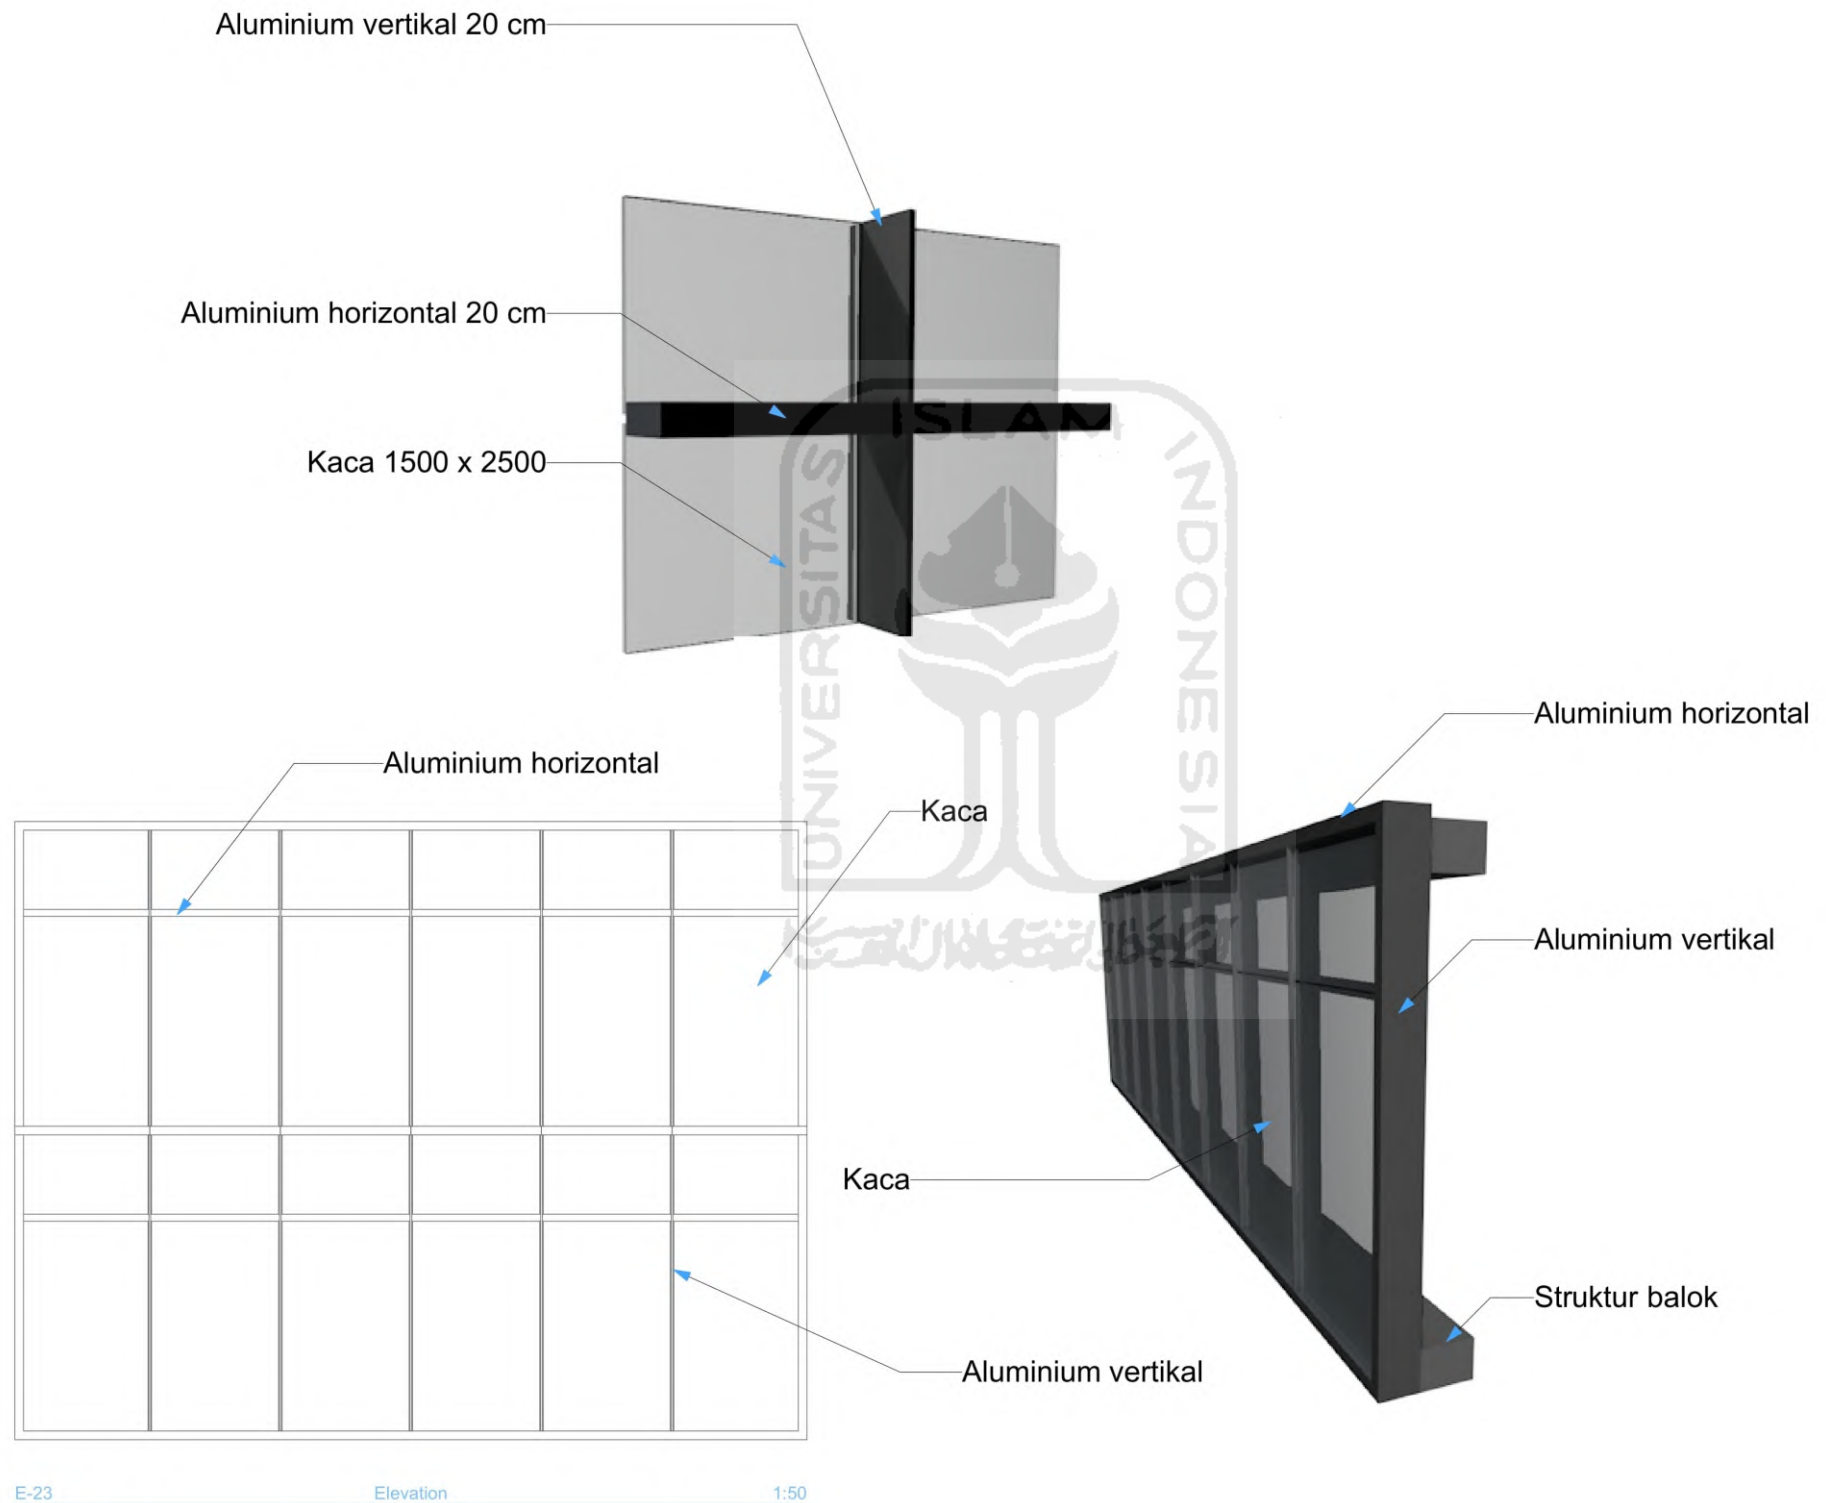 Aluminium vertikal 20 cm
Aluminium horizontal 20 cm
Kaca 1500 x 2500
UNIVERSITAS
ISLAM
INDONESIA
Aluminium horizontal
Aluminium horizontal
Kaca
Aluminium vertikal
Kaca
Struktur balok
Aluminium vertikal
E-23 Elevation 1:50